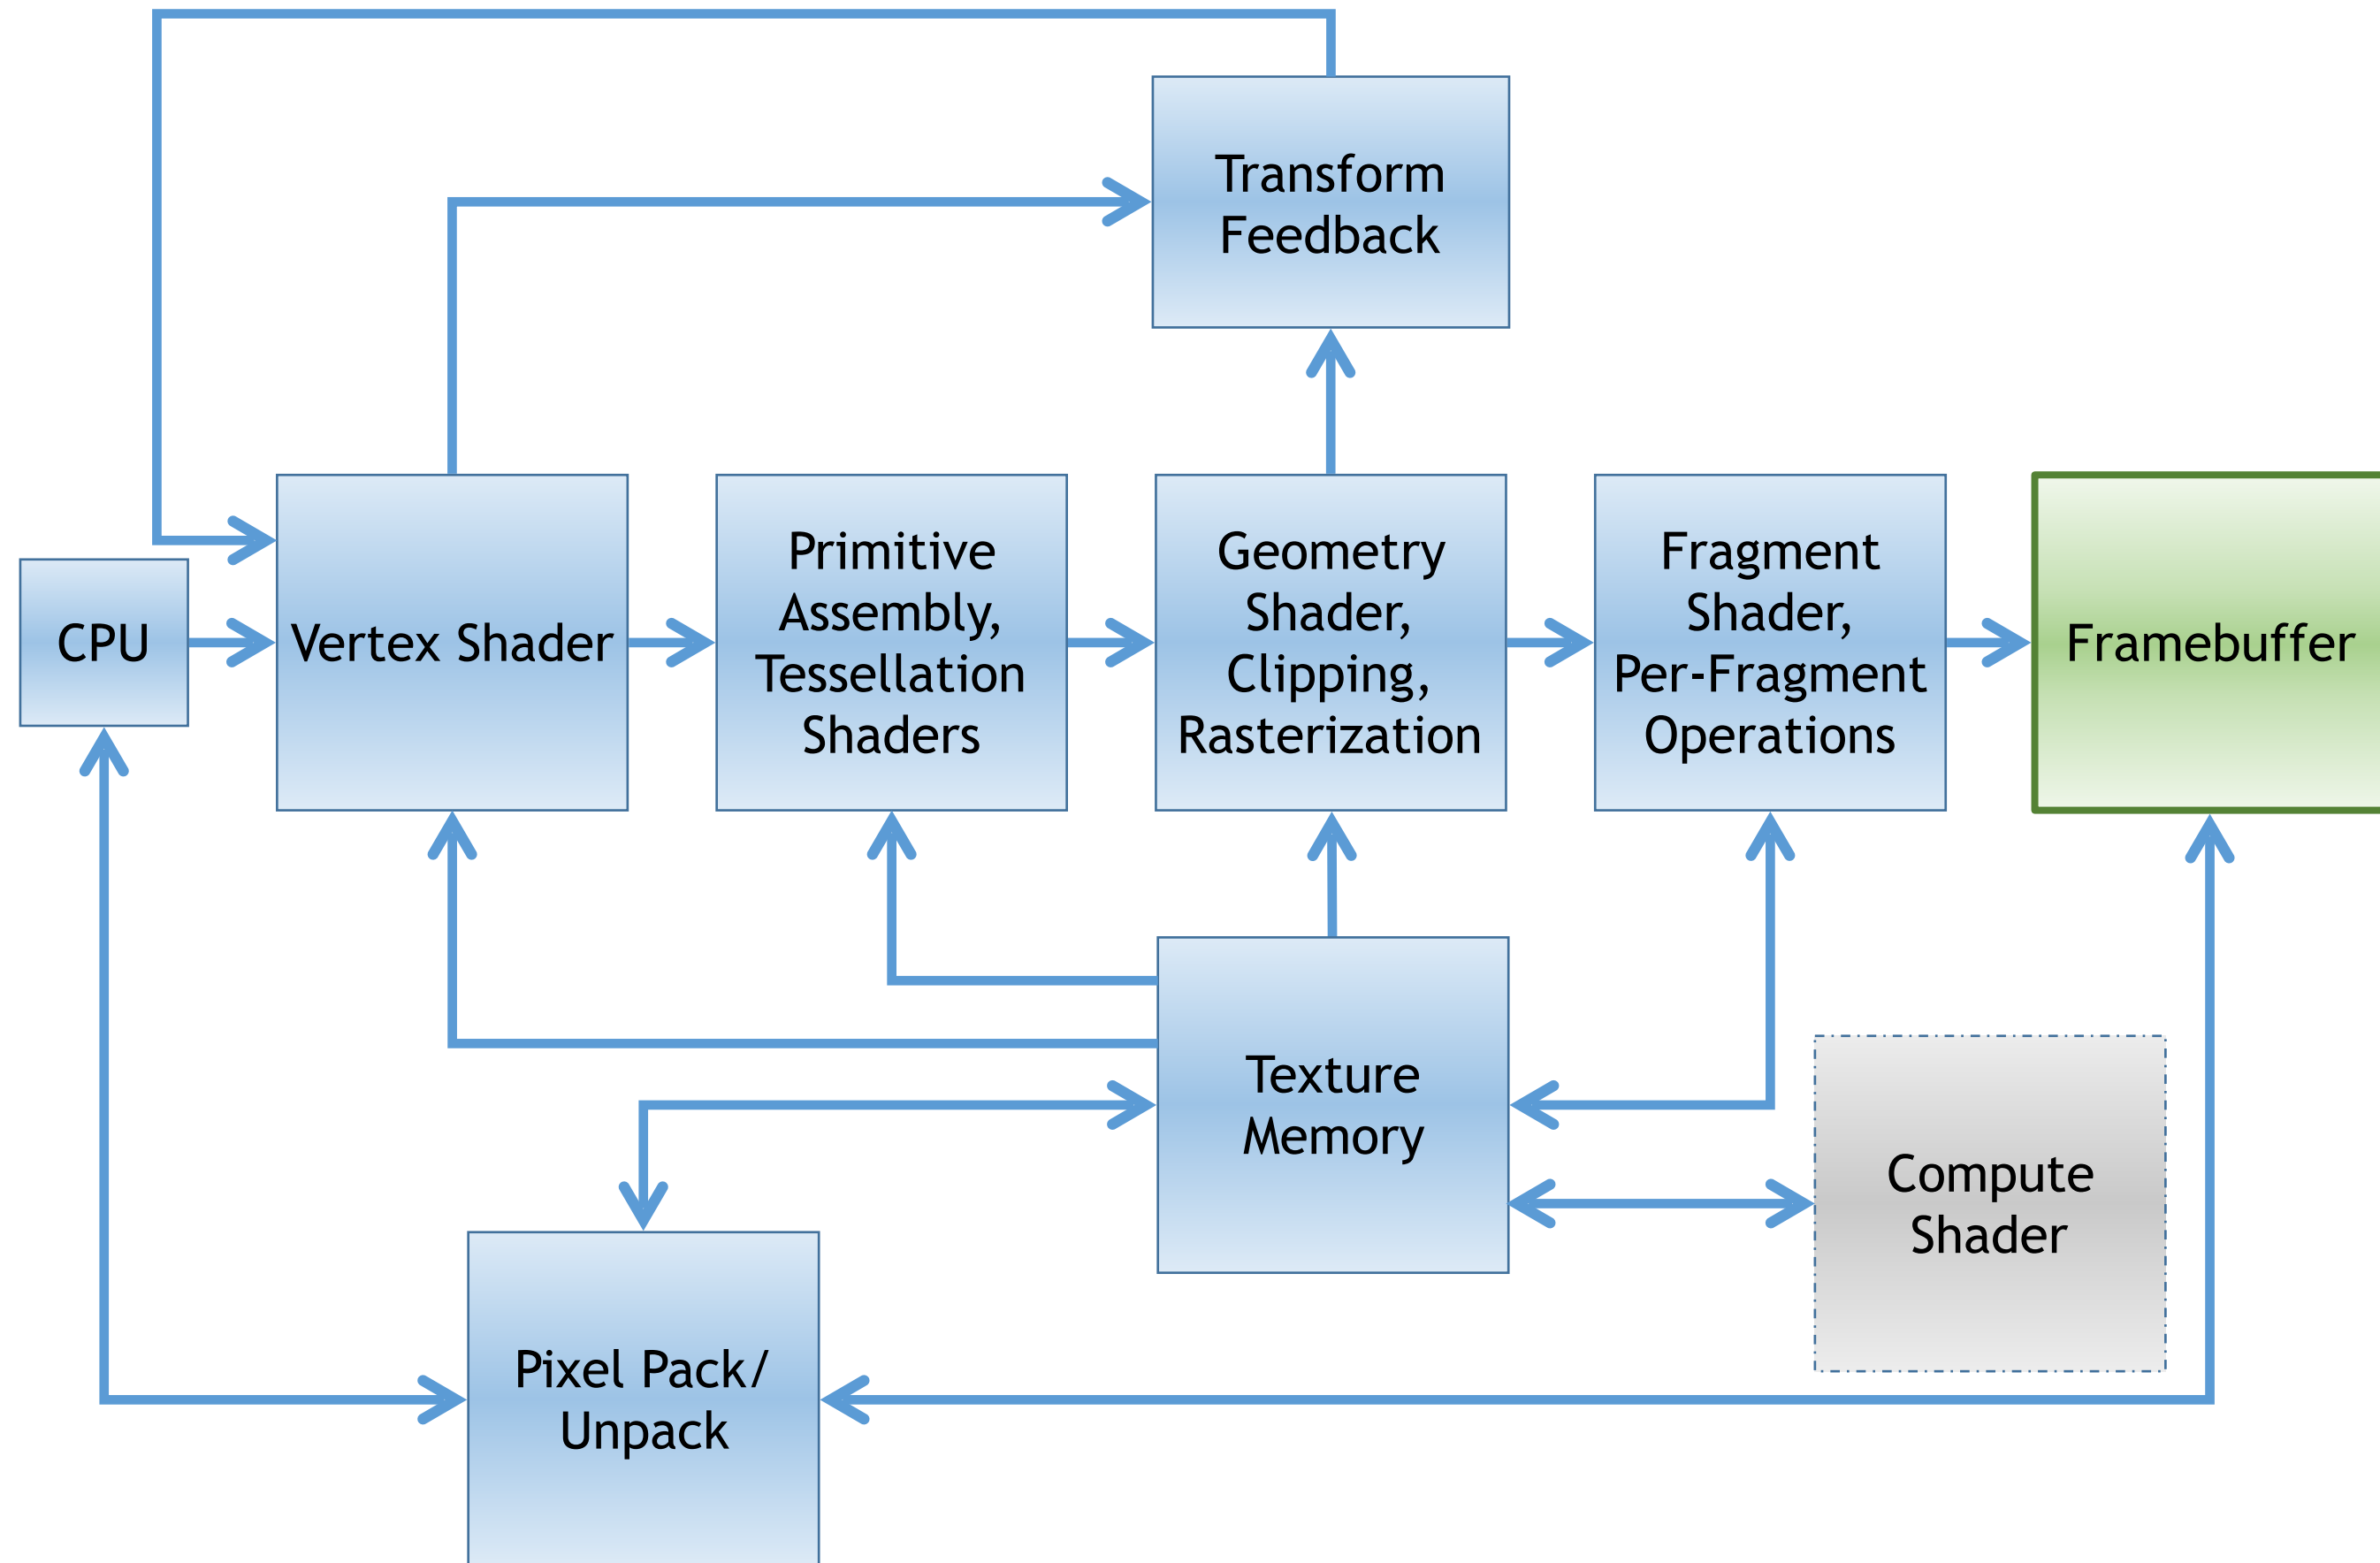 Transform
Feedback
CPU
Vertex Shader
Primitive
Assembly,
Tessellation
Shaders
Geometry
Shader,
Clipping,
Rasterization
Fragment
Shader,
Per-Fragment
Operations
Framebuffer
Texture
Memory
Compute
Shader
Pixel Pack/
Unpack